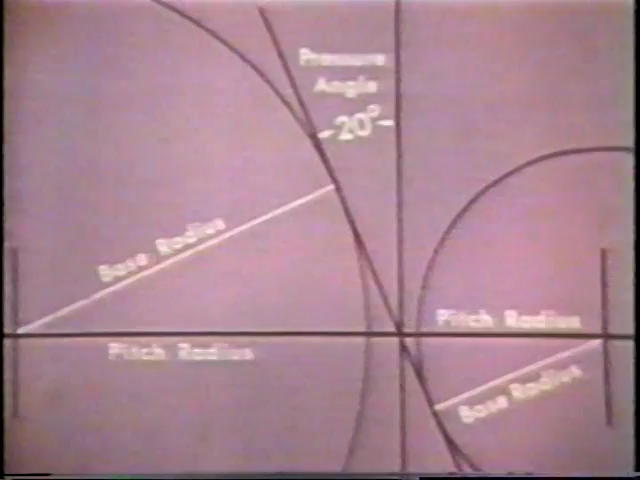 Pressure
Angle
20°
Base Radius
Pitch Radius
Pitch Radius
Base Radius